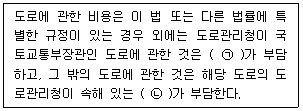 도로에 관한 비용은 이 법 또는 다른 법률에 특
별한 규정이 있는 경우 외에는 도로관리청이 국
토교통부장관인 도로에 관한 것은 ( ㉠ )가 부담
하고, 그 밖의 도로에 관한 것은 해당 도로의 도
로관리청이 속해 있는 ( ㉡ )가 부담한다.